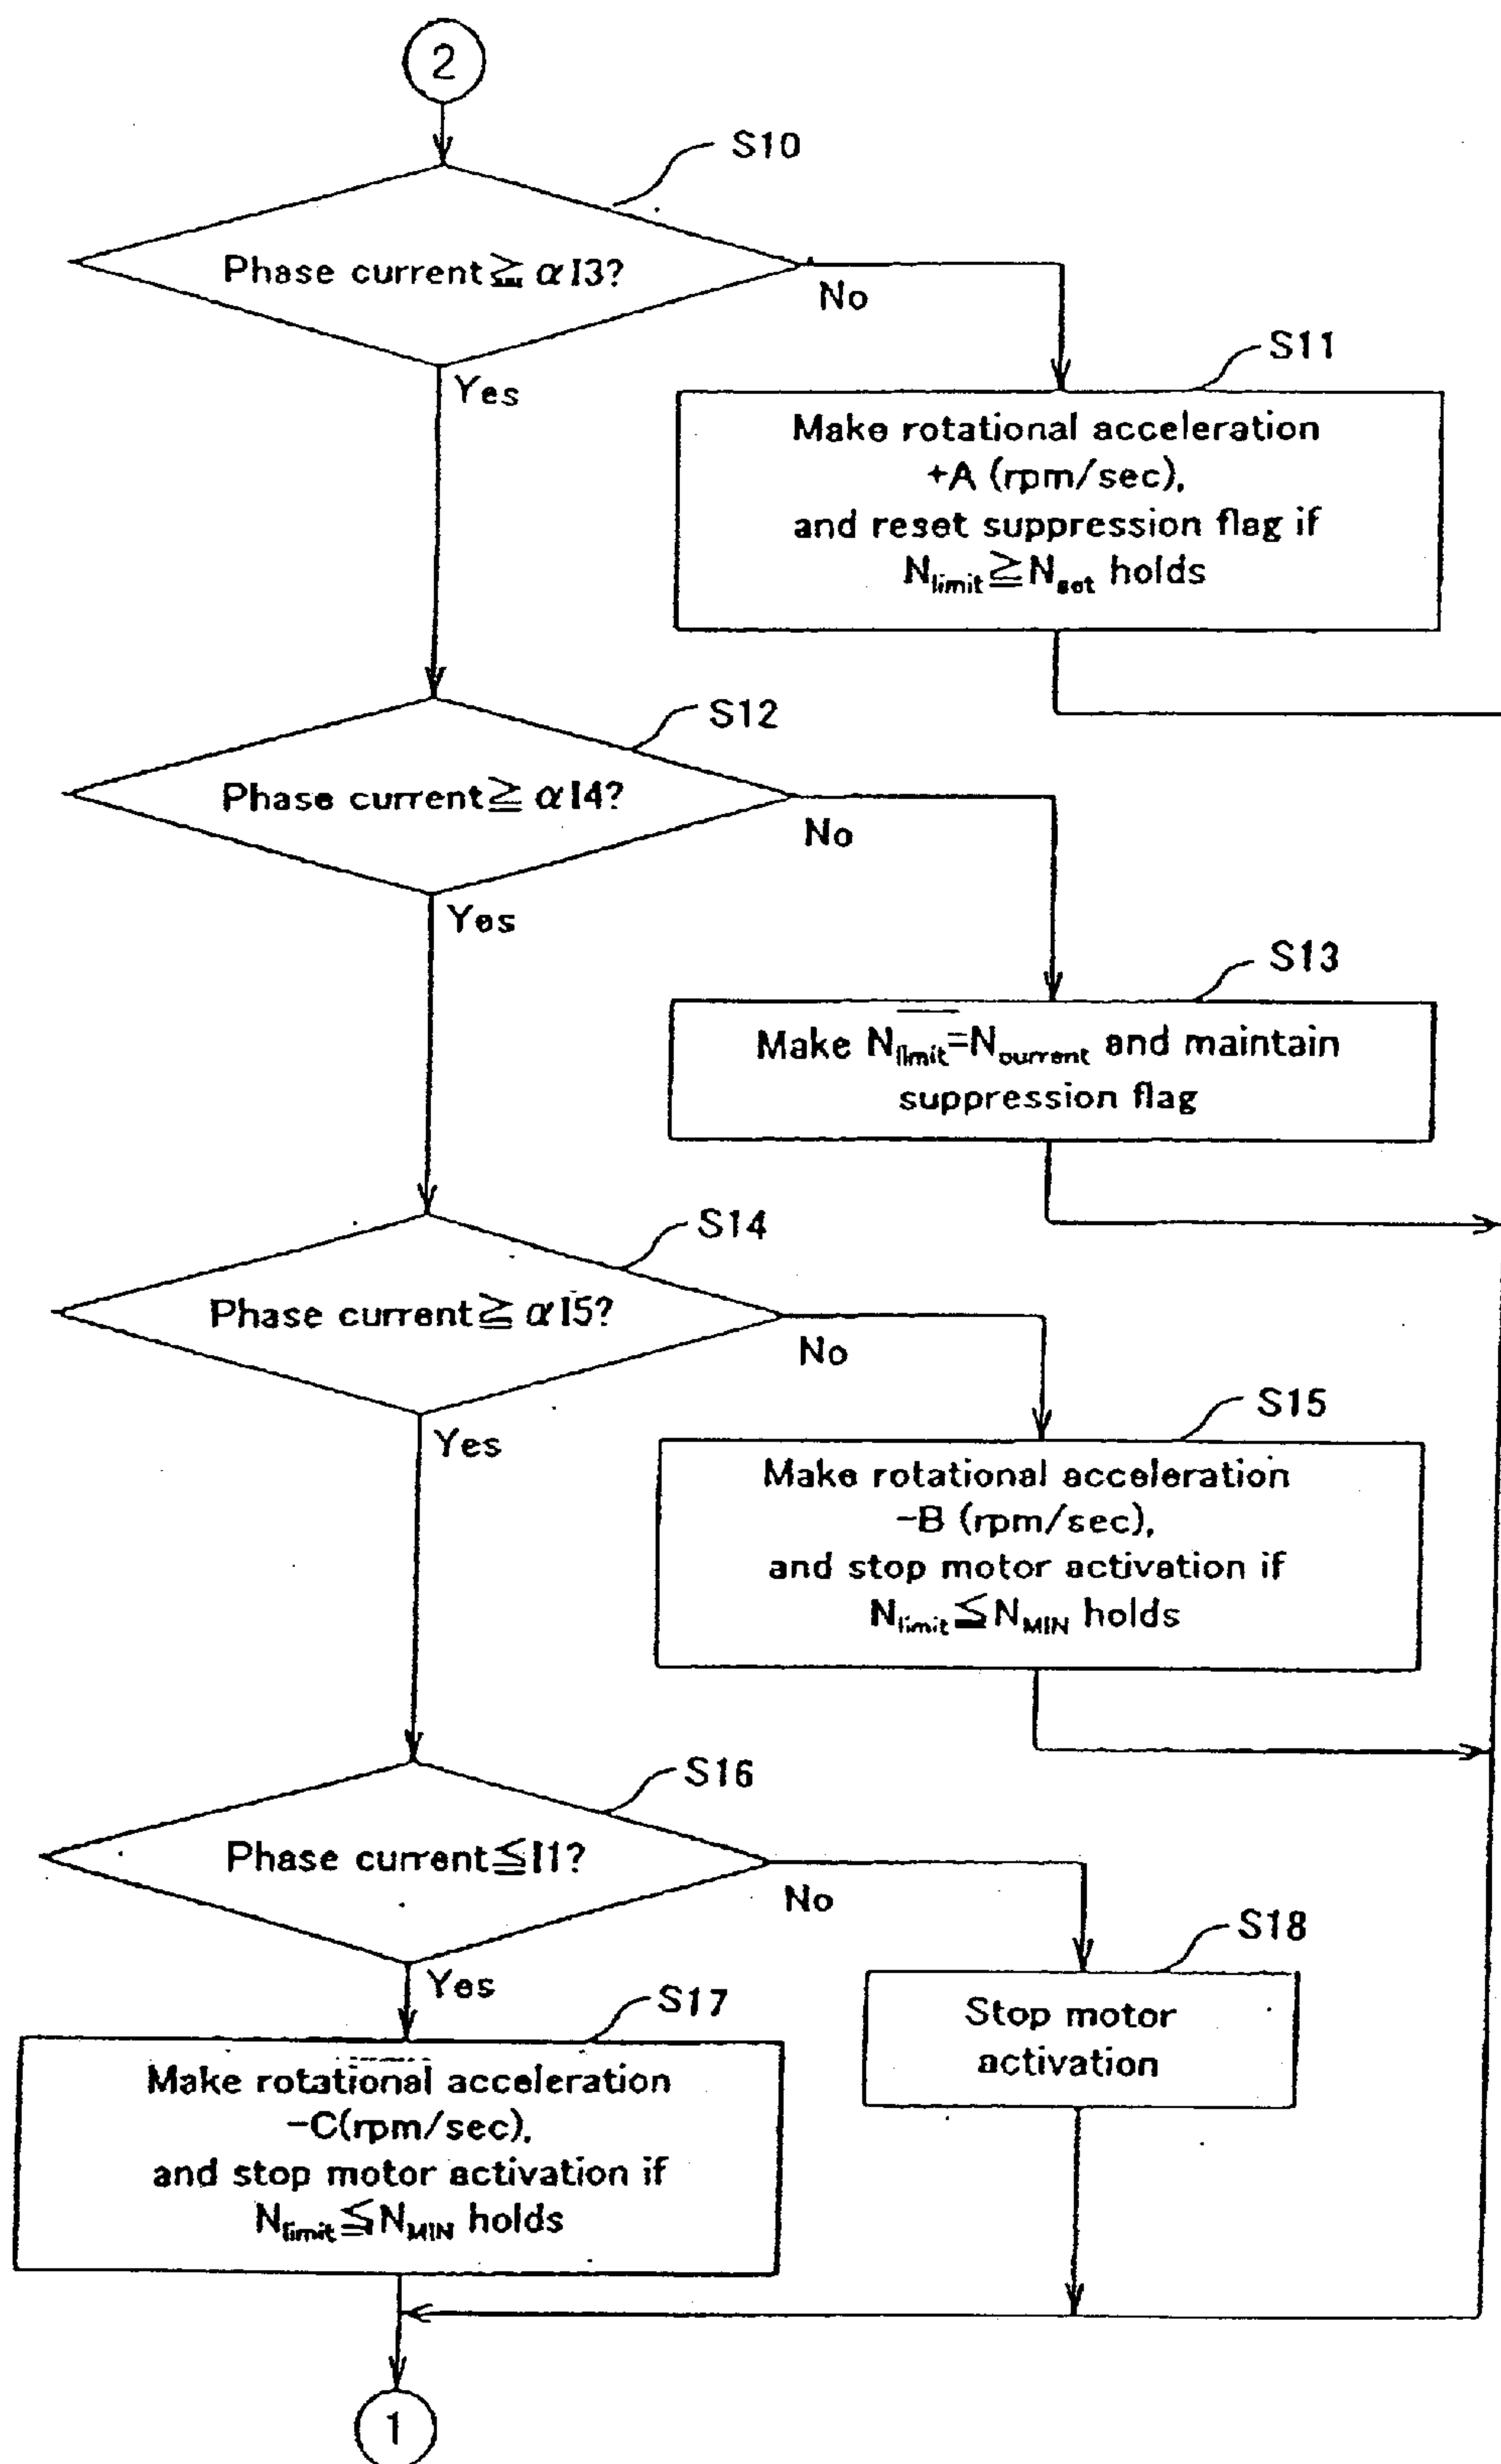 2
S10
Phase current≧αI3?
No
Yes
S11
Make rotational acceleration
+A (rpm/sec),
and reset suppression flag if
Nlimit≧Nset holds
S12
Phase current≧αI4?
No
Yes
S13
Make Nlimit=Ncurrent and maintain
suppression flag
S14
Phase current≧αI5?
No
Yes
S15
Make rotational acceleration
-B (rpm/sec),
and stop motor activation if
Nlimit≦NMIN holds
S16
Phase current≦I1?
No
Yes
S18
Stop motor
activation
S17
Make rotational acceleration
-C(rpm/sec),
and stop motor activation if
Nlimit≦NMIN holds
1